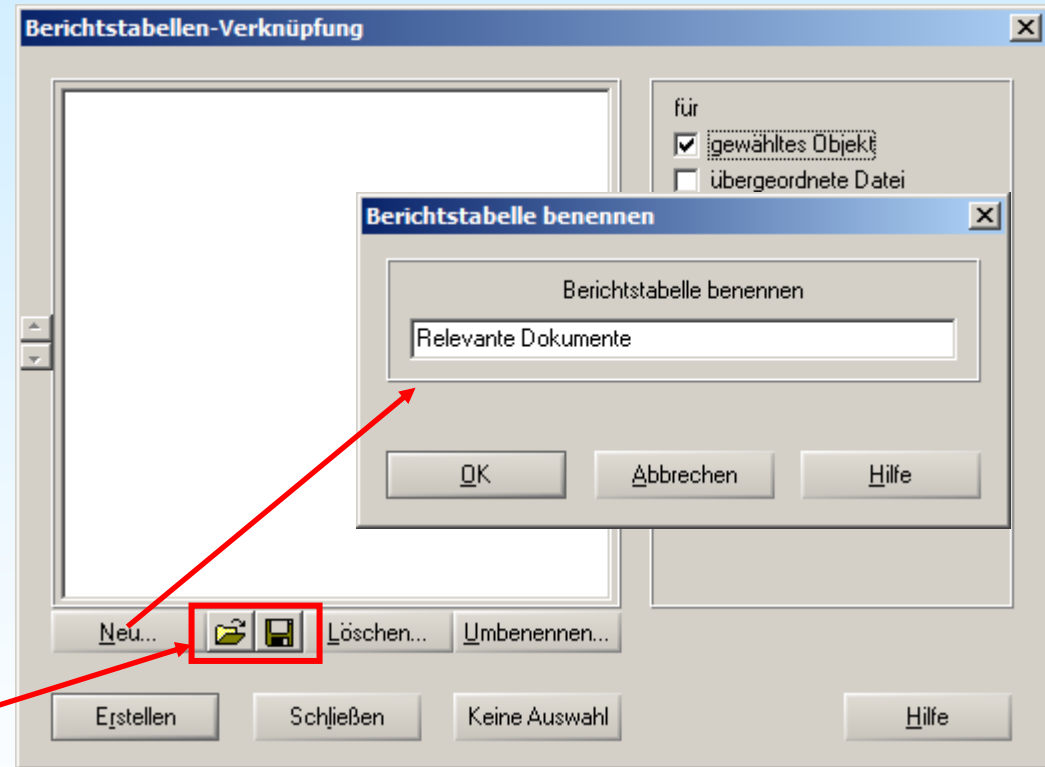 Berichtstabellen-Verknüpfung
für
gewähltes Objekt
übergeordnete Datei
Berichtstabelle benennen
Berichtstabelle benennen
Relevante Dokumente
OK Abbrechen Hilfe
Neu... Löschen... Umbenennen...
Erstellen Schließen Keine Auswahl Hilfe